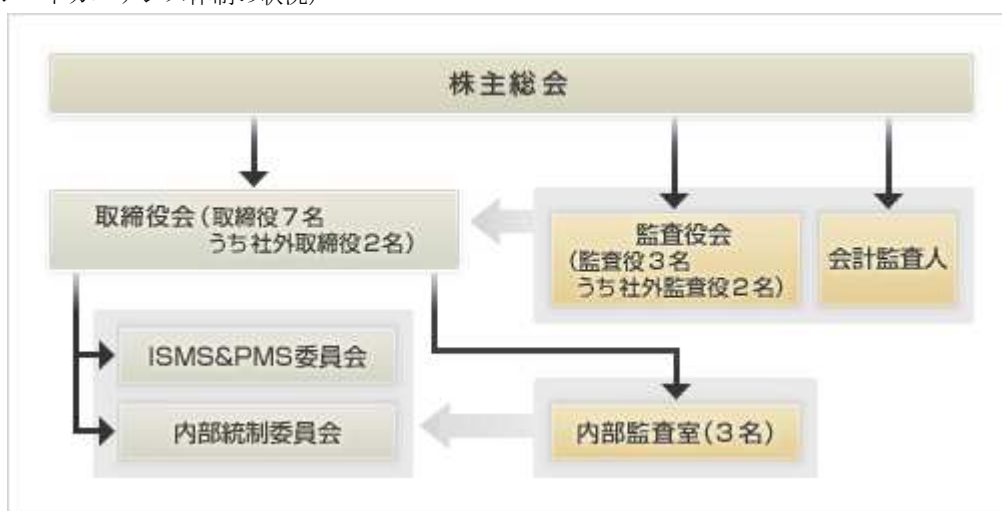 株主総会
取締役会(取締役7名
うち社外取締役2名)
監査役会
(監査役3名
うち社外監査役2名)
会計監査人
ISMS&PMS委員会
内部統制委員会
内部監査室(3名)